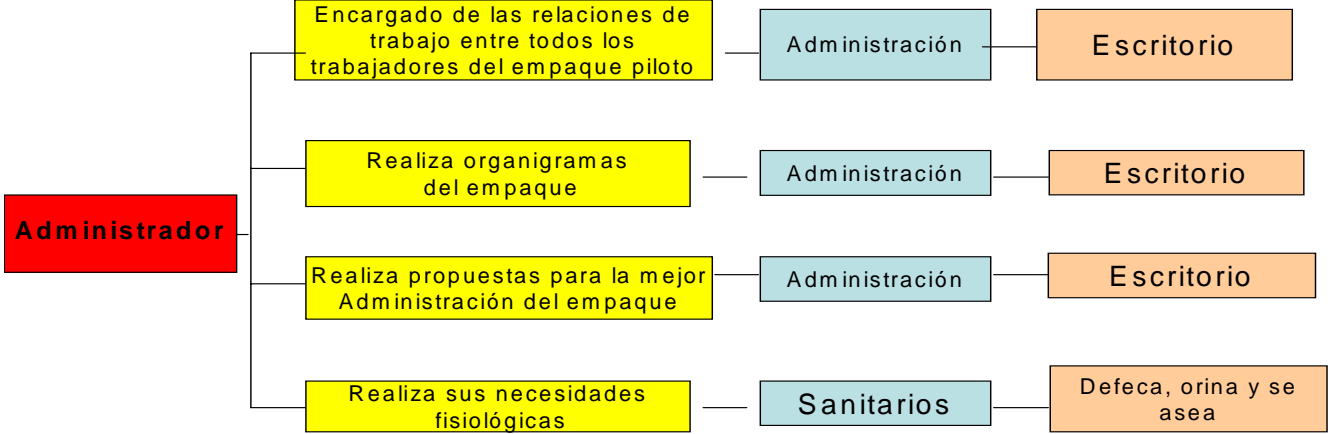 Encargado de las relaciones de
trabajo entre todos los
trabajadores del empaque piloto
Administración
Escritorio
Realiza organigramas
del empaque
Administración
Escritorio
Administrador
Realiza propuestas para la mejor
Administración del empaque
Administración
Escritorio
Realiza sus necesidades
fisiológicas
Sanitarios
Defeca, orina y se
asea